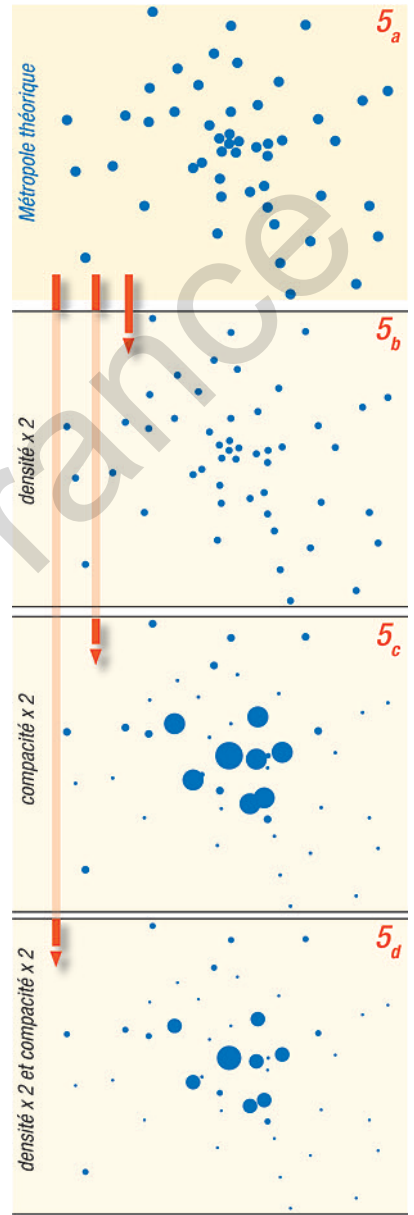 5a
Métropole théorique
5b
densité x 2
5c
compacité x 2
5d
densité x 2 et compacité x 2
rance